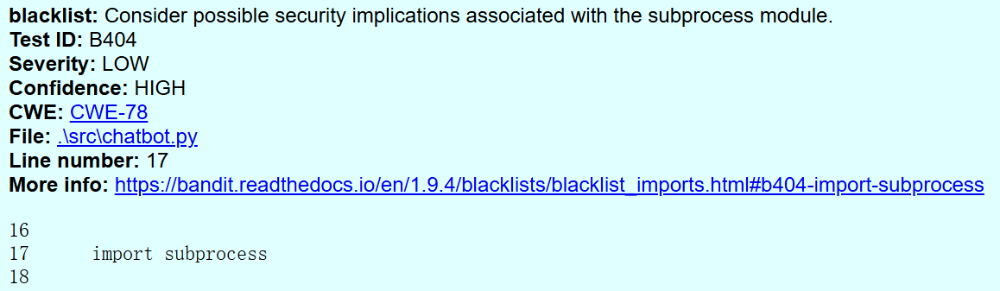 blacklist: Consider possible security implications associated with the subprocess module.
Test ID: B404
Severity: LOW
Confidence: HIGH
CWE: CWE-78
File: .\src\chatbot.py
Line number: 17
More info: https://bandit.readthedocs.io/en/1.9.4/blacklists/blacklist_imports.html#b404-import-subprocess
16
17 import subprocess
18